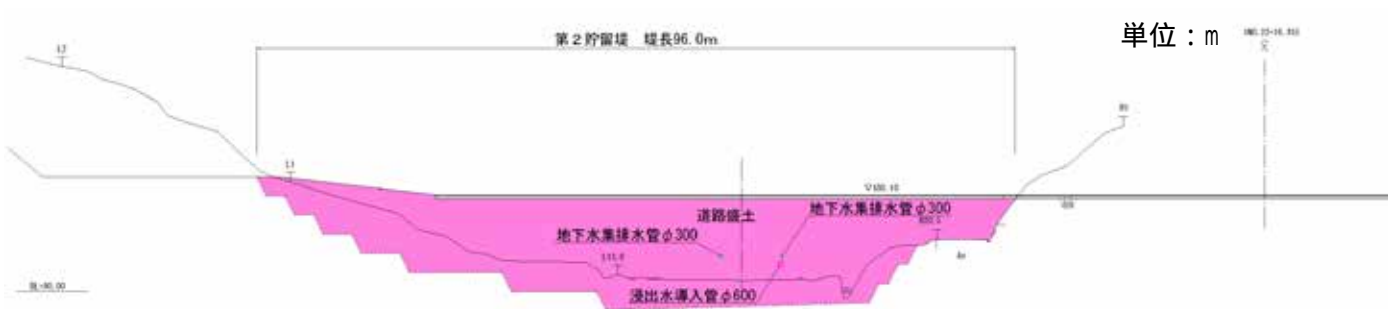 第2貯留堤 堤長96.0m
単位:m
L2
L1
道路盛土
地下水集排水管φ300
地下水集排水管φ300
浸出水導入管φ600